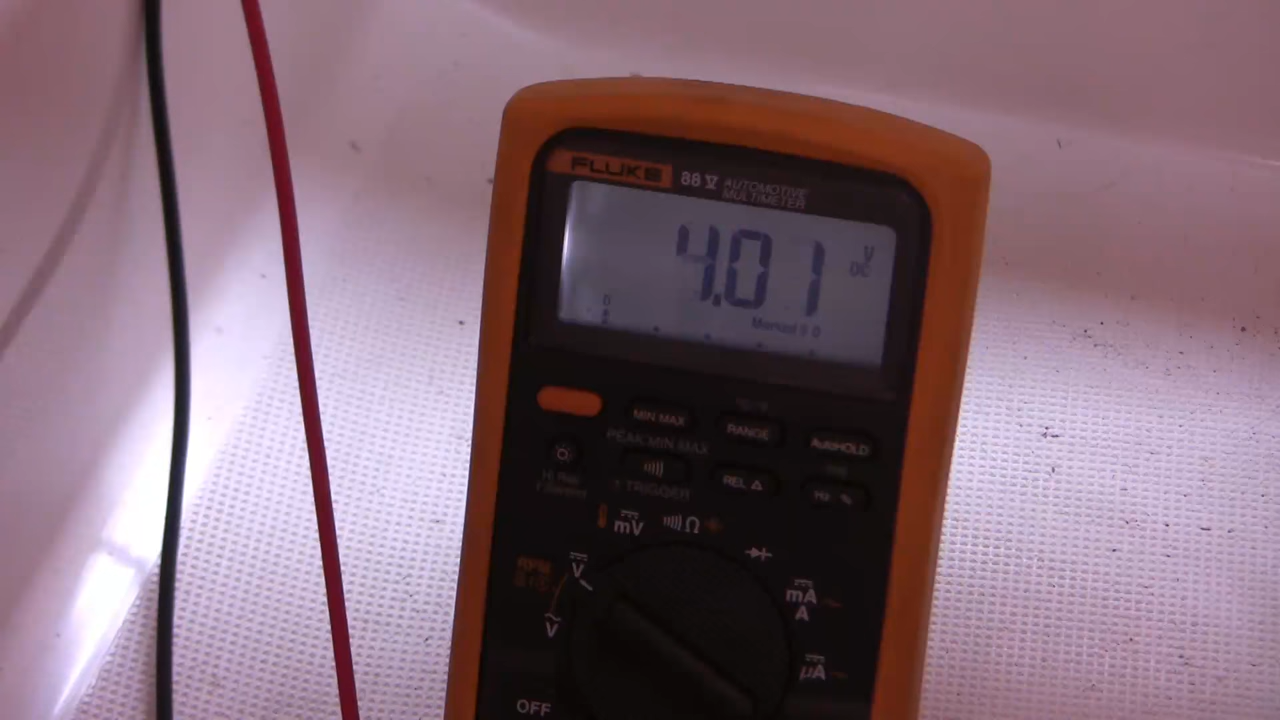 FLUKE 88 V AUTOMOTIVE
MULTIMETER
4.01
V
DC
MIN MAX
RANGE
AutoHOLD
PEAK MIN MAX
REL Δ
Hz %
TRIGGER
mV
Ω
RPM
V
mA
A
V
µA
OFF